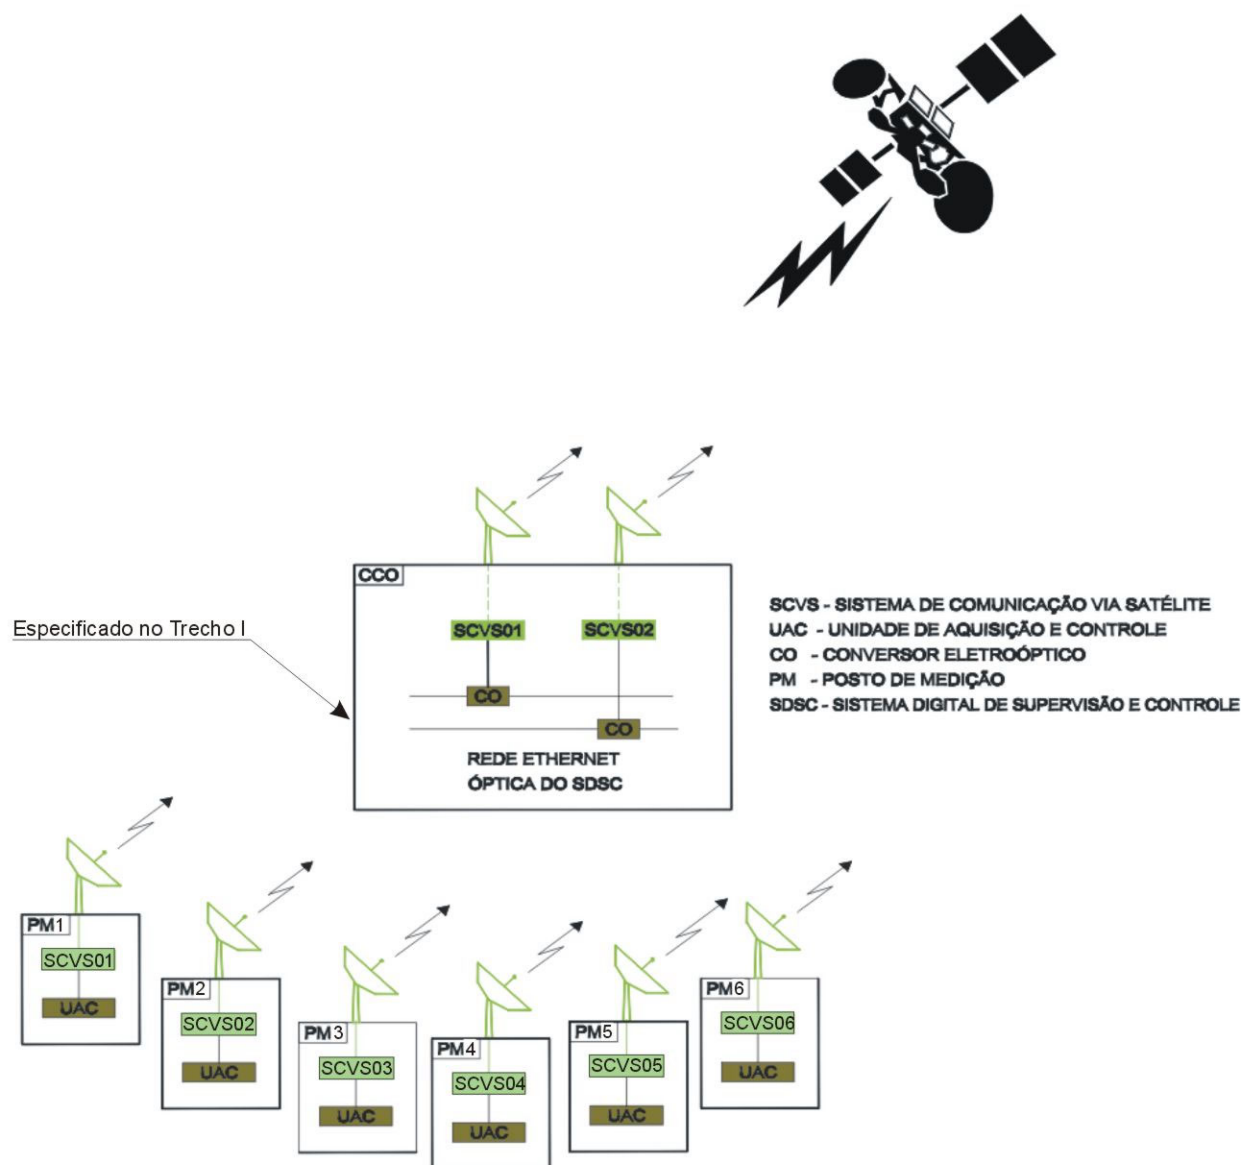 CCO
SCVS01
SCVS02
CO
CO
REDE ETHERNET
ÓPTICA DO SDSC
Especificado no Trecho I
SCVS - SISTEMA DE COMUNICAÇÃO VIA SATÉLITE
UAC - UNIDADE DE AQUISIÇÃO E CONTROLE
CO - CONVERSOR ELETROÓPTICO
PM - POSTO DE MEDIÇÃO
SDSC - SISTEMA DIGITAL DE SUPERVISÃO E CONTROLE
PM1
SCVS01
UAC
PM2
SCVS02
UAC
PM3
SCVS03
UAC
PM4
SCVS04
UAC
PM5
SCVS05
UAC
PM6
SCVS06
UAC